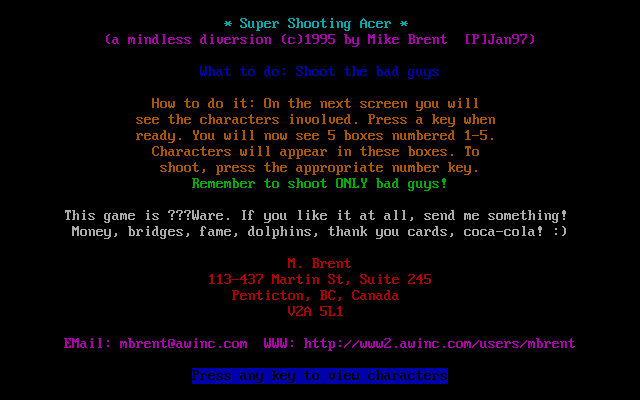 * Super Shooting Acer *
(a mindless diversion (c)1995 by Mike Brent  [P]Jan97)
What to do: Shoot the bad guys
How to do it: On the next screen you will
see the characters involved. Press a key when
ready. You will now see 5 boxes numbered 1-5.
Characters will appear in these boxes. To
shoot, press the appropriate number key.
Remember to shoot ONLY bad guys!
This game is ???Ware. If you like it at all, send me something!
Money, bridges, fame, dolphins, thank you cards, coca-cola! :)
M. Brent
113-437 Martin St, Suite 245
Penticton, BC, Canada
V2A 5L1
EMail: mbrent@awinc.com  WWW: http://www2.awinc.com/users/mbrent
Press any key to view characters